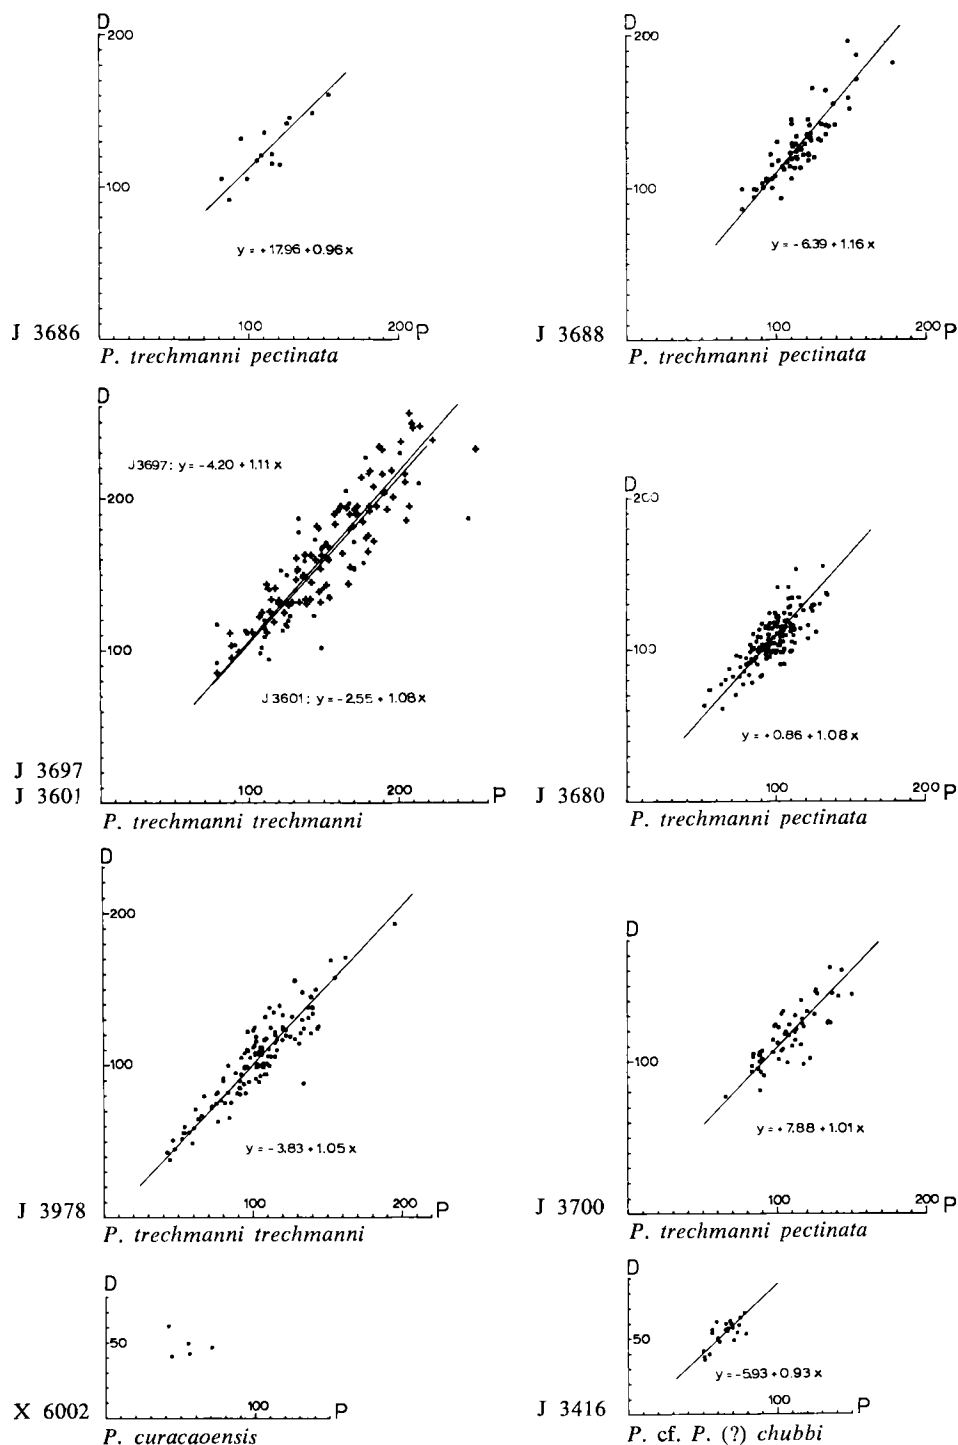 D
200
100
y = +17.96 + 0.96 x
100
200 P
J 3686
P. trechmanni pectinata
D
200
100
y = -6.39 + 1.16 x
100
200 P
J 3688
P. trechmanni pectinata
D
J3697: y = -4.20 + 1.11 x
200
100
J3601: y = -2.55 + 1.08 x
J 3697
J 3601
100
200
P
P. trechmanni trechmanni
D
200
100
y = +0.86 + 1.08 x
100
200 P
J 3680
P. trechmanni pectinata
D
200
100
y = -3.83 + 1.05 x
100
200
P
J 3978
P. trechmanni trechmanni
D
100
y = +7.88 + 1.01 x
100
200 P
J 3700
P. trechmanni pectinata
D
50
100
P
X 6002
P. curacaoensis
D
50
y = -5.93 + 0.93 x
100
P
J 3416
P. cf. P. (?) chubbi